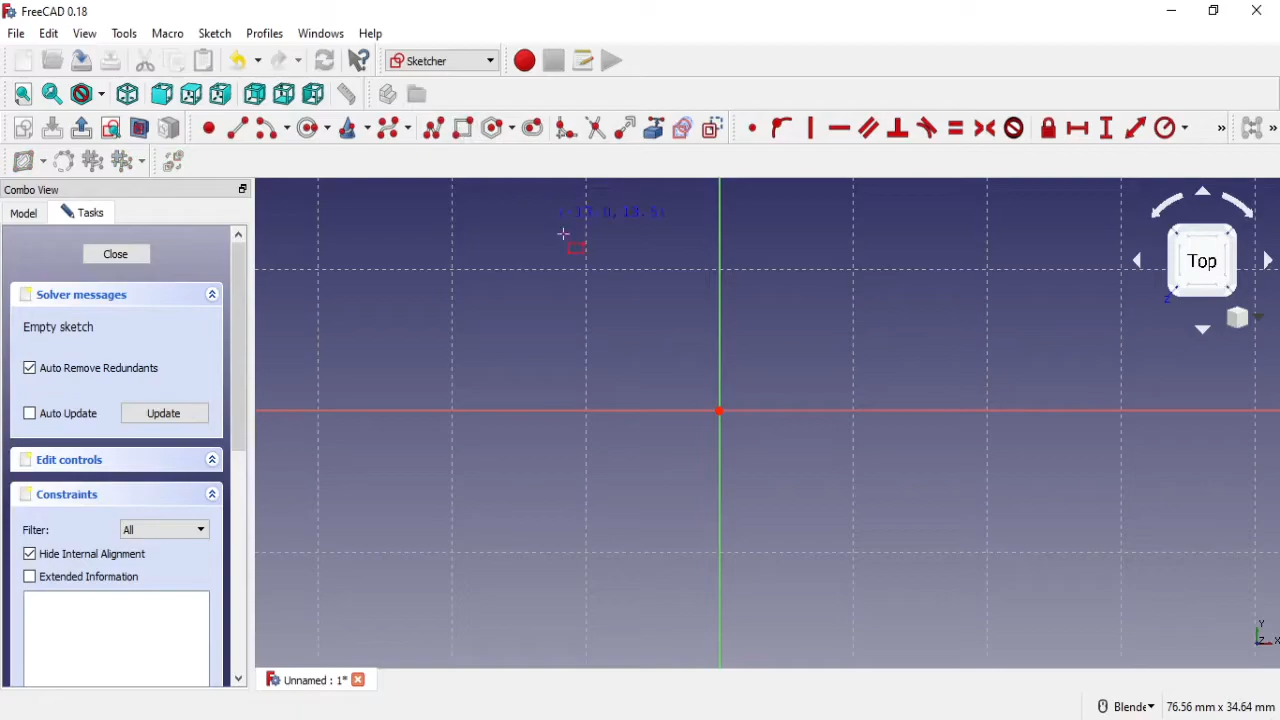 FreeCAD 0.18
File Edit View Tools Macro Sketch Profiles Windows Help
Sketcher
» »
Combo View
Model Tasks
Close
Solver messages
Empty sketch
Auto Remove Redundants
Auto Update Update
Edit controls
Constraints
Filter: All
Hide Internal Alignment
Extended Information
Top
Z
Y
Z X
Unnamed : 1*
Blende 76.56 mm x 34.64 mm